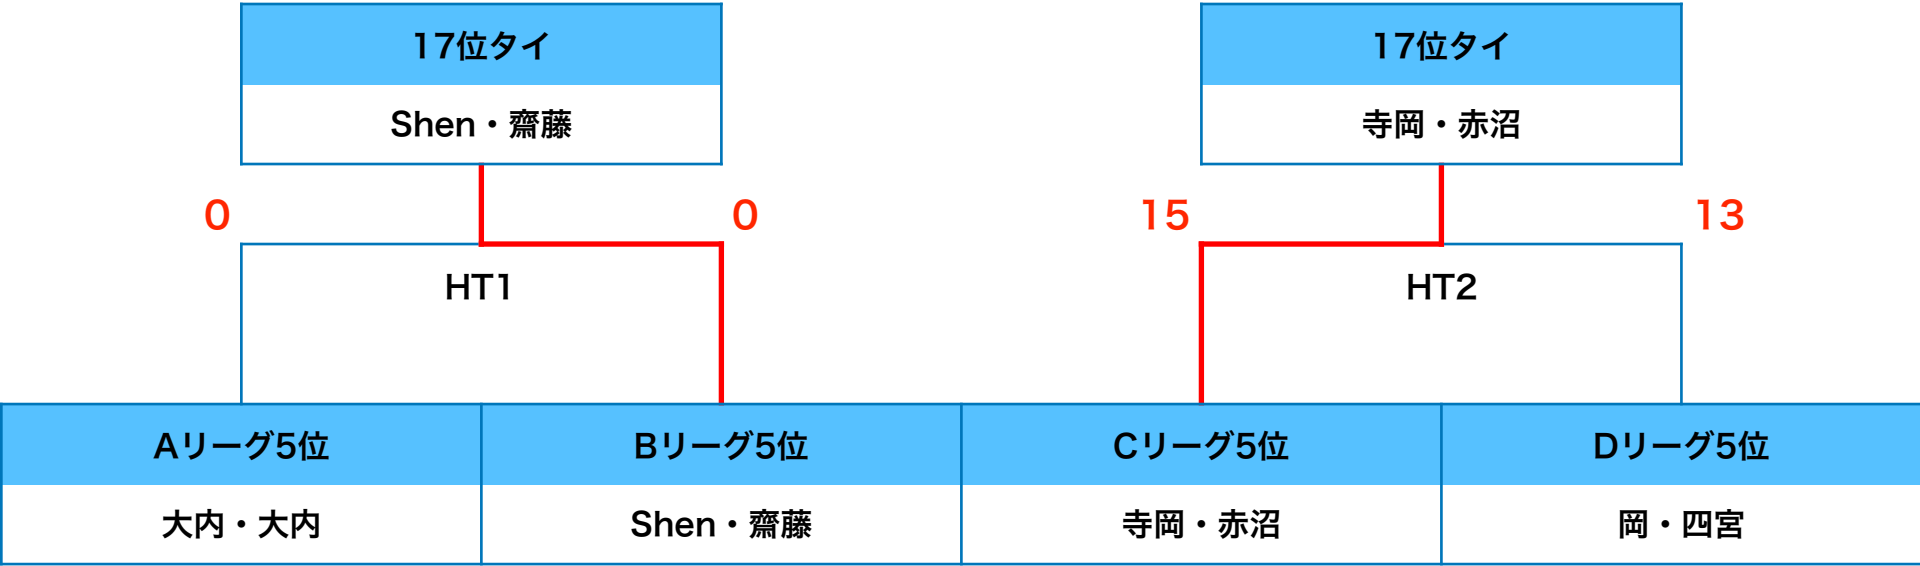 17位タイ
17位タイ
Shen・齋藤
寺岡・赤沼
0
0
15
13
HT1
HT2
Aリーグ5位
Bリーグ5位
Cリーグ5位
Dリーグ5位
大内・大内
Shen・齋藤
寺岡・赤沼
岡・四宮